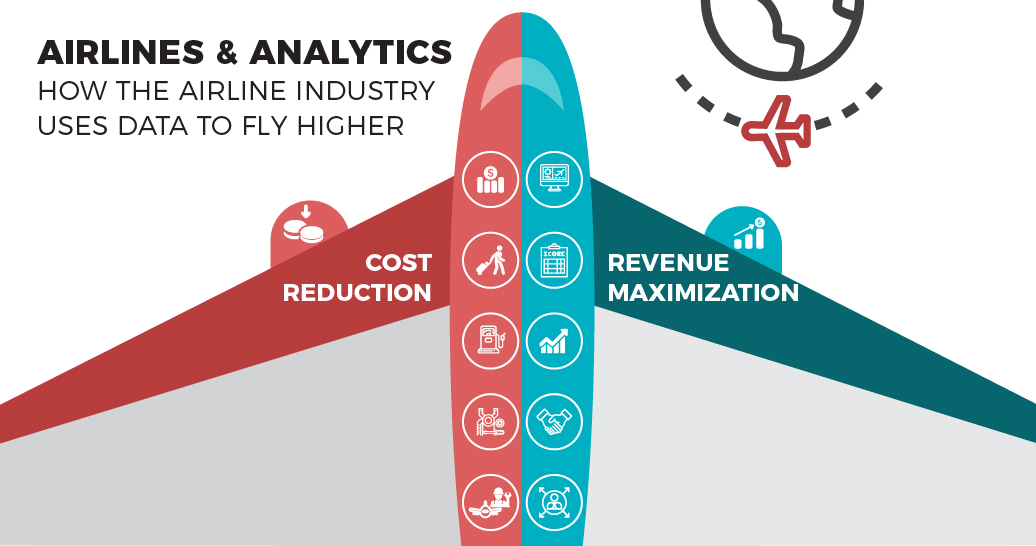 AIRLINES & ANALYTICS
HOW THE AIRLINE INDUSTRY
USES DATA TO FLY HIGHER
$
SCORE
$
COST
REDUCTION
REVENUE
MAXIMIZATION